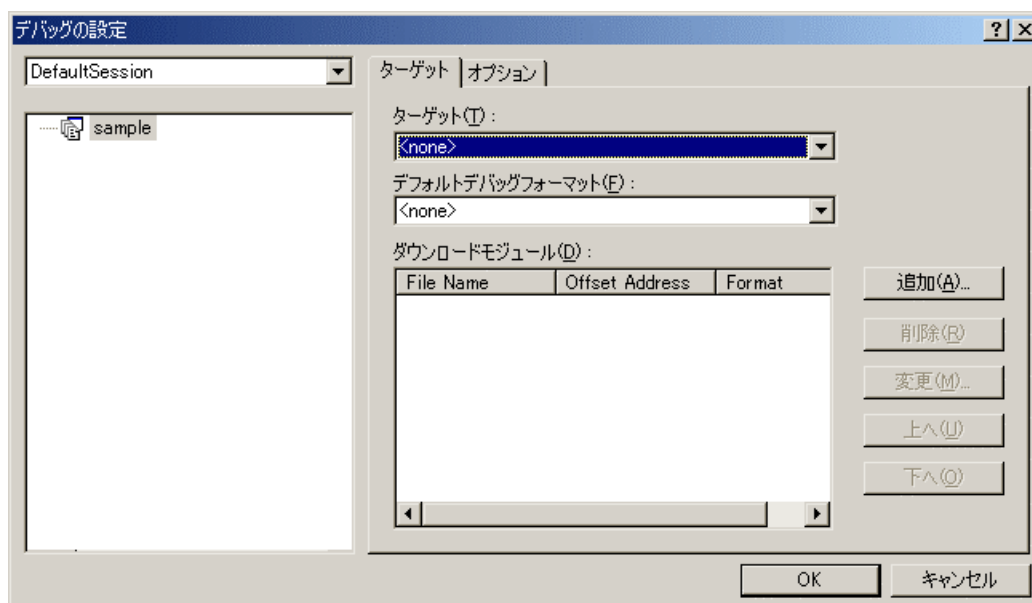 デバッグの設定
DefaultSession
sample
ターゲット オプション
ターゲット(T) :
<none>
デフォルトデバッグフォーマット(F) :
<none>
ダウンロードモジュール(D) :
File Name Offset Address Format
追加(A)...
削除(R)
変更(M)...
上へ(U)
下へ(O)
OK キャンセル